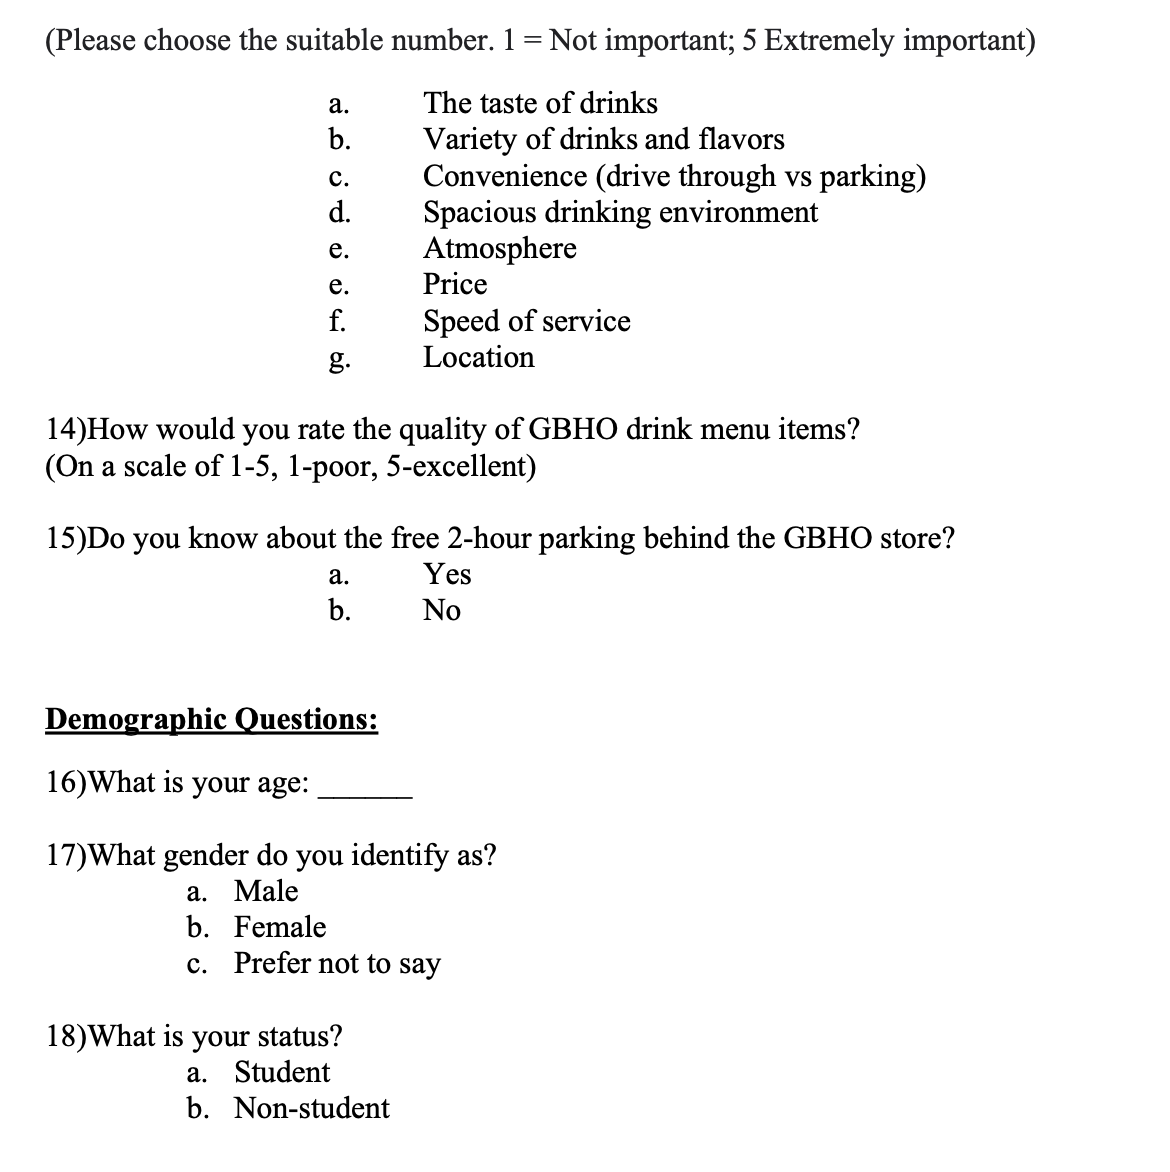 (Please choose the suitable number. 1 = Not important; 5 Extremely important)
a. The taste of drinks
b. Variety of drinks and flavors
c. Convenience (drive through vs parking)
d. Spacious drinking environment
e. Atmosphere
e. Price
f. Speed of service
g. Location
14)How would you rate the quality of GBHO drink menu items?
(On a scale of 1-5, 1-poor, 5-excellent)
15)Do you know about the free 2-hour parking behind the GBHO store?
a. Yes
b. No
Demographic Questions:
16)What is your age: ______
17)What gender do you identify as?
a. Male
b. Female
c. Prefer not to say
18)What is your status?
a. Student
b. Non-student